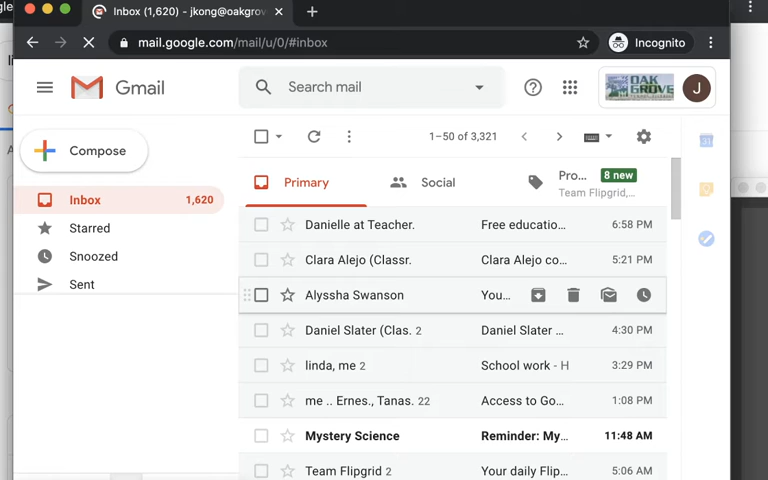 Inbox (1,620) - jkong@oakgrov
mail.google.com/mail/u/0/#inbox
Incognito
Gmail
Search mail
OAK
GROVE
J
Compose
1–50 of 3,321
Primary
Social
Pro...
8 new
Team Flipgrid,...
Inbox
1,620
Starred
Snoozed
Sent
Danielle at Teacher.
Free educatio...
6:58 PM
Clara Alejo (Classr.
Clara Alejo co...
5:21 PM
Alyssha Swanson
You...
Daniel Slater (Clas. 2
Daniel Slater ...
4:30 PM
linda, me 2
School work - H
3:29 PM
me .. Ernes., Tanas. 22
Access to Go...
1:08 PM
Mystery Science
Reminder: My...
11:48 AM
Team Flipgrid 2
Your daily Flip...
5:06 AM